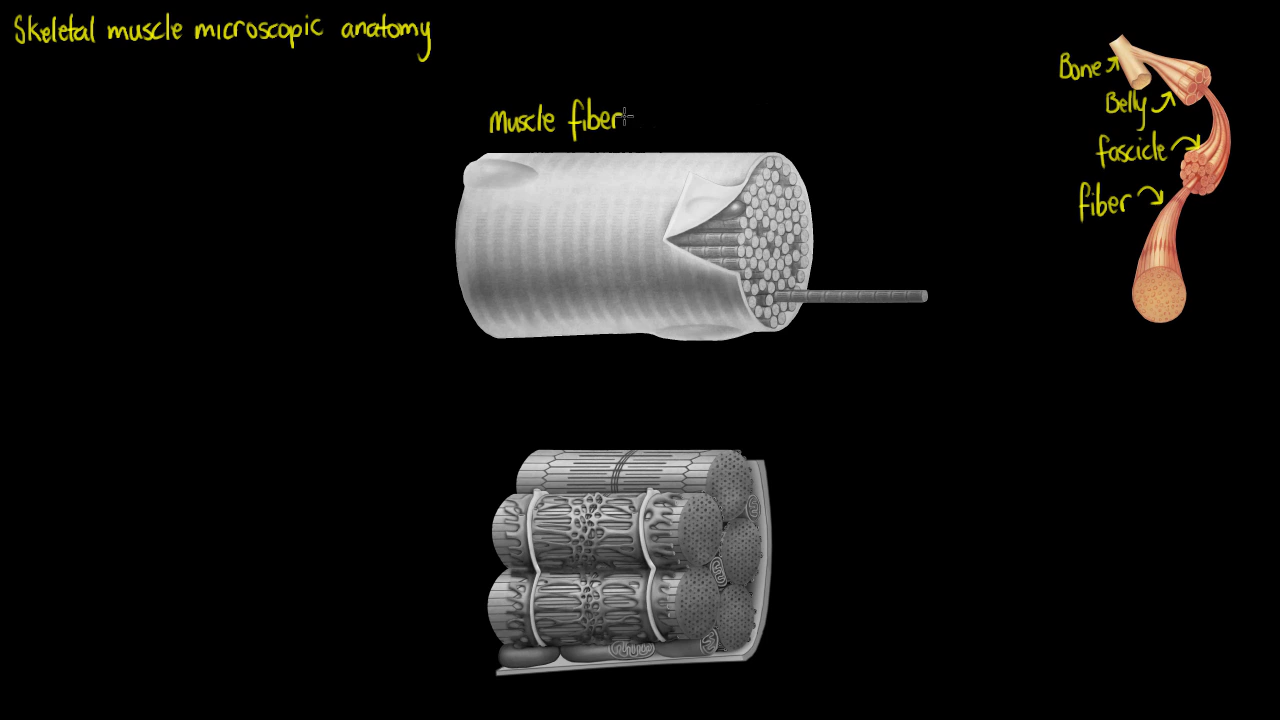 Skeletal muscle microscopic anatomy
muscle fiber
Bone
Belly
fascicle
fiber